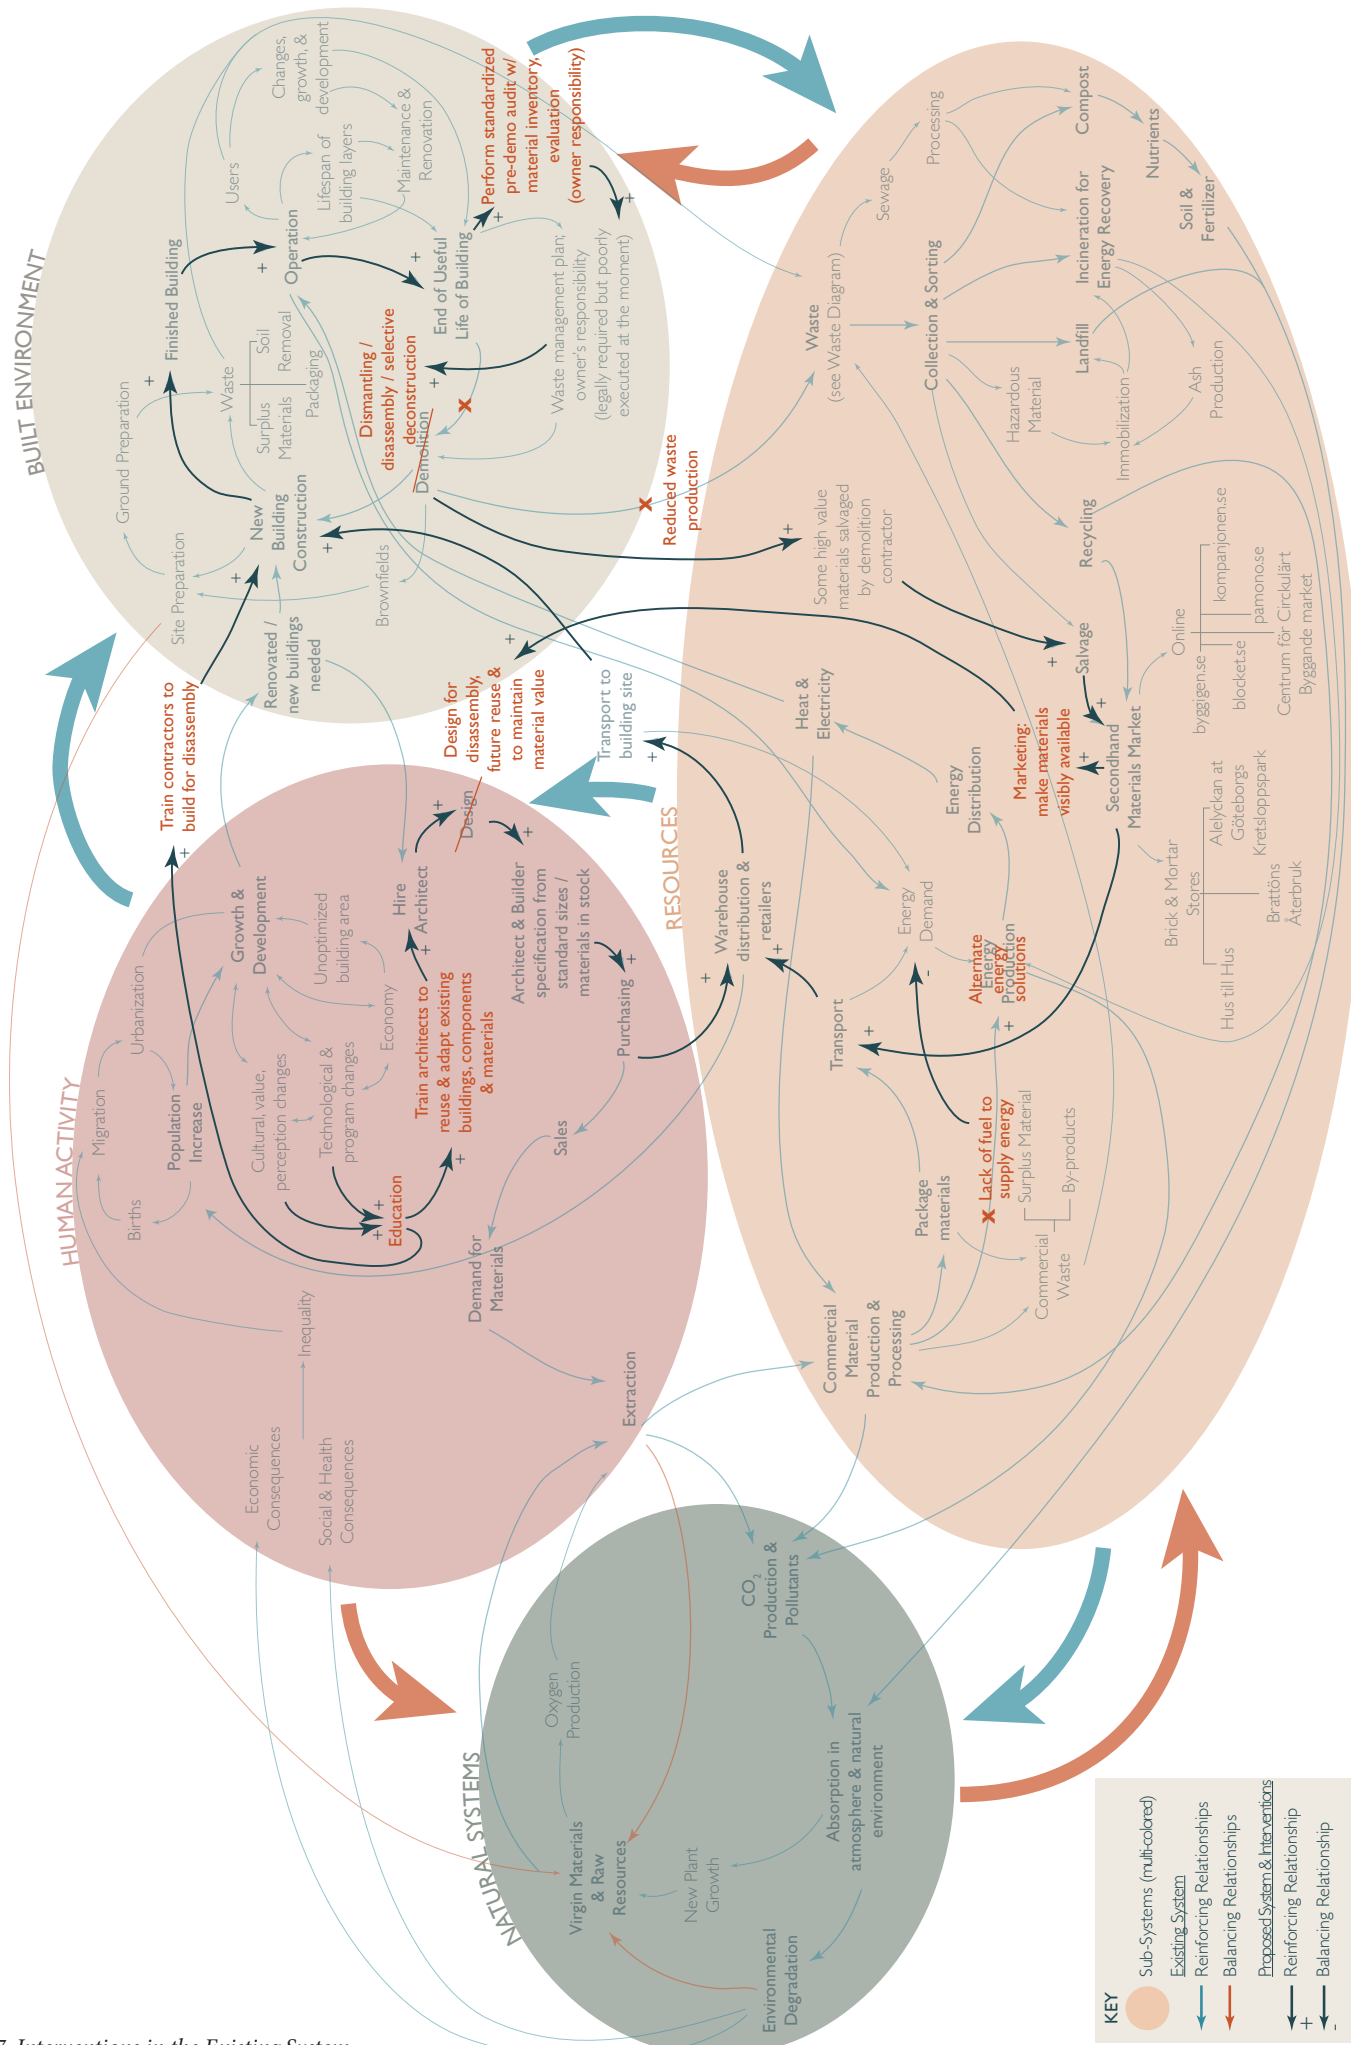 BUILT ENVIRONMENT
Changes,
growth, &
development
Users
Lifespan of
building layers
Maintenance &
Renovation
Operation
Finished Building
End of Useful
Life of Building
Perform standardized
pre-demo audit w/
material inventory,
evaluation
(owner responsibility)
Waste management plan;
owner's responsibility
(legally required but poorly
executed at the moment)
Dismantling /
disassembly / selective
deconstruction
Demolition
Ground Preparation
Waste
Surplus
Materials
Soil
Removal
Packaging
New
Building
Construction
Site Preparation
Brownfields
Renovated /
new buildings
needed
Train contractors to
build for disassembly
Design for
disassembly,
future reuse &
to maintain
material value
Transport to
building site
x
x
Reduced waste
production
HUMAN ACTIVITY
Growth &
Development
Unoptimized
building area
Hire
Architect
Design
Architect & Builder
specification from
standard sizes /
materials in stock
Purchasing
Urbanization
Migration
Births
Population
Increase
Cultural, value,
perception changes
Technological &
program changes
Economy
Train architects to
reuse & adapt existing
buildings, components
& materials
Education
Sales
Demand for
Materials
Inequality
Extraction
Economic
Consequences
Social & Health
Consequences
RESOURCES
Waste
(see Waste Diagram)
Sewage
Processing
Compost
Nutrients
Soil &
Fertilizer
Collection & Sorting
Incineration for
Energy Recovery
Landfill
Hazardous
Material
Immobilization
Ash
Production
Recycling
Some high value
materials salvaged
by demolition
contractor
Salvage
Heat &
Electricity
Energy
Distribution
Marketing:
make materials
visibly available
Secondhand
Materials Market
Online
byggigen.se
kompanjonen.se
blocket.se
pamono.se
Centrum för Circkulärt
Byggande market
Brick & Mortar
Stores
Alelyckan at
Göteborgs
Kretsloppspark
Brattöns
Återbruk
Hus till Hus
Warehouse
distribution &
retailers
Energy
Demand
Energy
Production
Alternate
energy
solutions
Transport
x Lack of fuel to
supply energy
Package
materials
Surplus Material
By-products
Commercial
Waste
Commercial
Material
Production &
Processing
NATURAL SYSTEMS
CO2
Production &
Pollutants
Oxygen
Production
Absorption in
atmosphere & natural
environment
Virgin Materials
& Raw
Resources
New Plant
Growth
Environmental
Degradation
KEY
Sub-Systems (multi-colored)
Existing System
Reinforcing Relationships
Balancing Relationships
Proposed System & Interventions
+ Reinforcing Relationship
- Balancing Relationship
7. Interventions in the Existing System